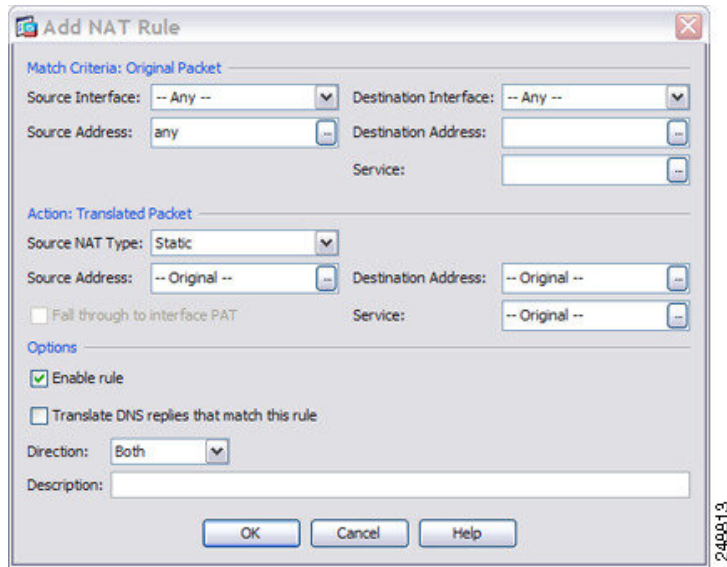 Add NAT Rule
Match Criteria: Original Packet
Source Interface: -- Any -- Destination Interface: -- Any --
Source Address: any ... Destination Address: ...
Service: ...
Action: Translated Packet
Source NAT Type: Static
Source Address: -- Original -- ... Destination Address: -- Original -- ...
Fall through to interface PAT Service: -- Original -- ...
Options
Enable rule
Translate DNS replies that match this rule
Direction: Both
Description:
OK Cancel Help
248813